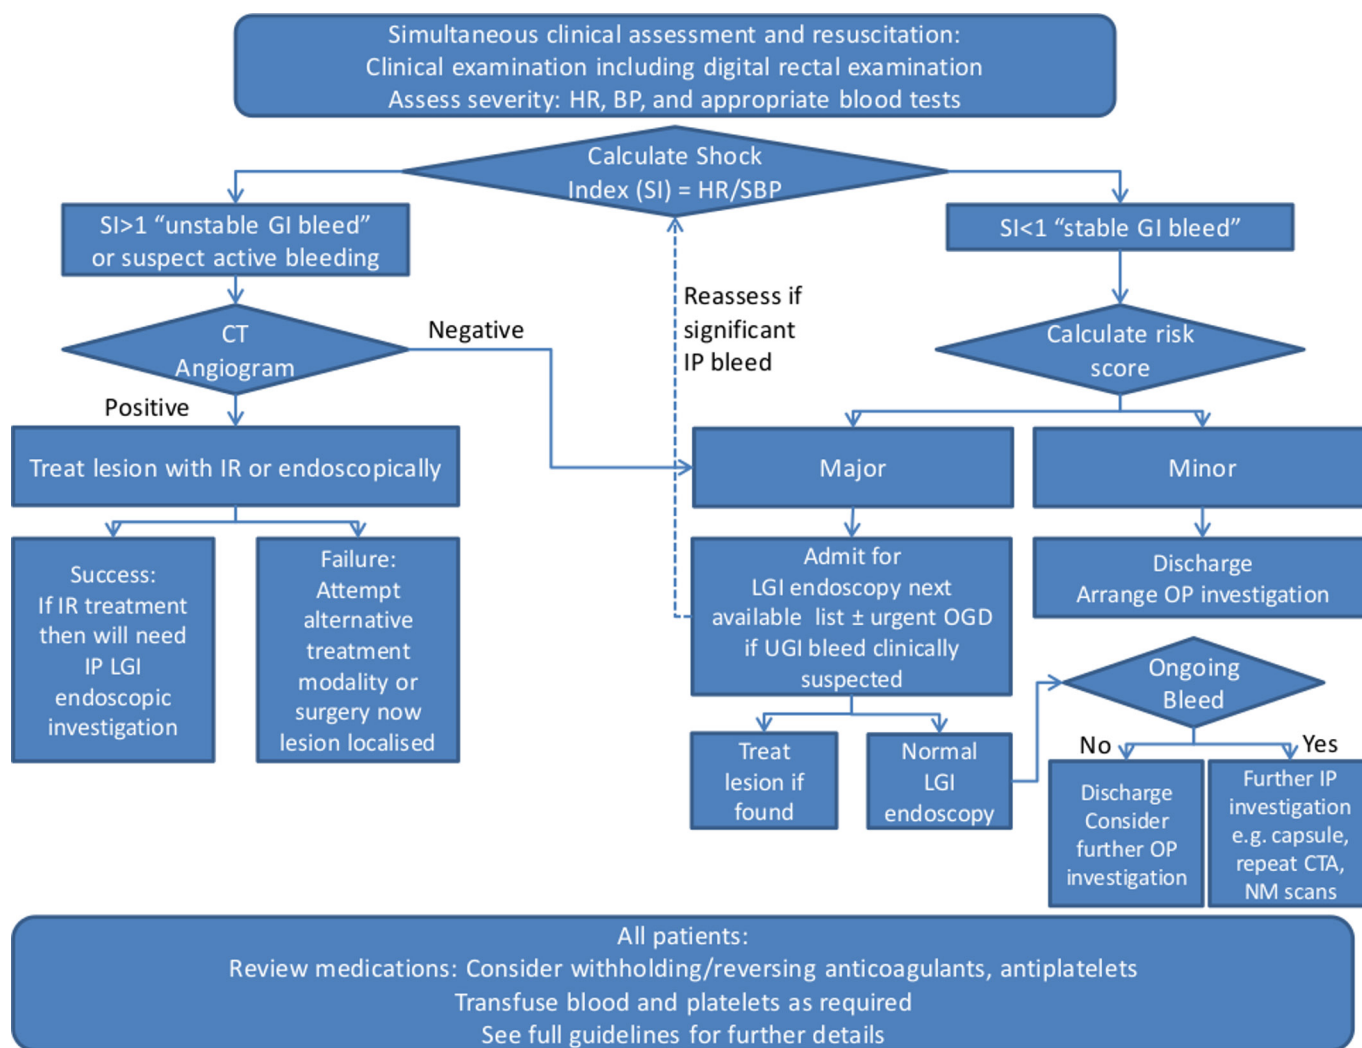 Simultaneous clinical assessment and resuscitation:
Clinical examination including digital rectal examination
Assess severity: HR, BP, and appropriate blood tests
Calculate Shock
Index (SI) = HR/SBP
SI>1 “unstable GI bleed”
or suspect active bleeding
SI<1 “stable GI bleed”
CT
Angiogram
Negative
Positive
Reassess if
significant
IP bleed
Calculate risk
score
Treat lesion with IR or endoscopically
Major
Minor
Success:
If IR treatment
then will need
IP LGI
endoscopic
investigation
Failure:
Attempt
alternative
treatment
modality or
surgery now
lesion localised
Admit for
LGI endoscopy next
available list ± urgent OGD
if UGI bleed clinically
suspected
Discharge
Arrange OP investigation
Treat
lesion if
found
Normal
LGI
endoscopy
Ongoing
Bleed
No
Yes
Discharge
Consider
further OP
investigation
Further IP
investigation
e.g. capsule,
repeat CTA,
NM scans
All patients:
Review medications: Consider withholding/reversing anticoagulants, antiplatelets
Transfuse blood and platelets as required
See full guidelines for further details